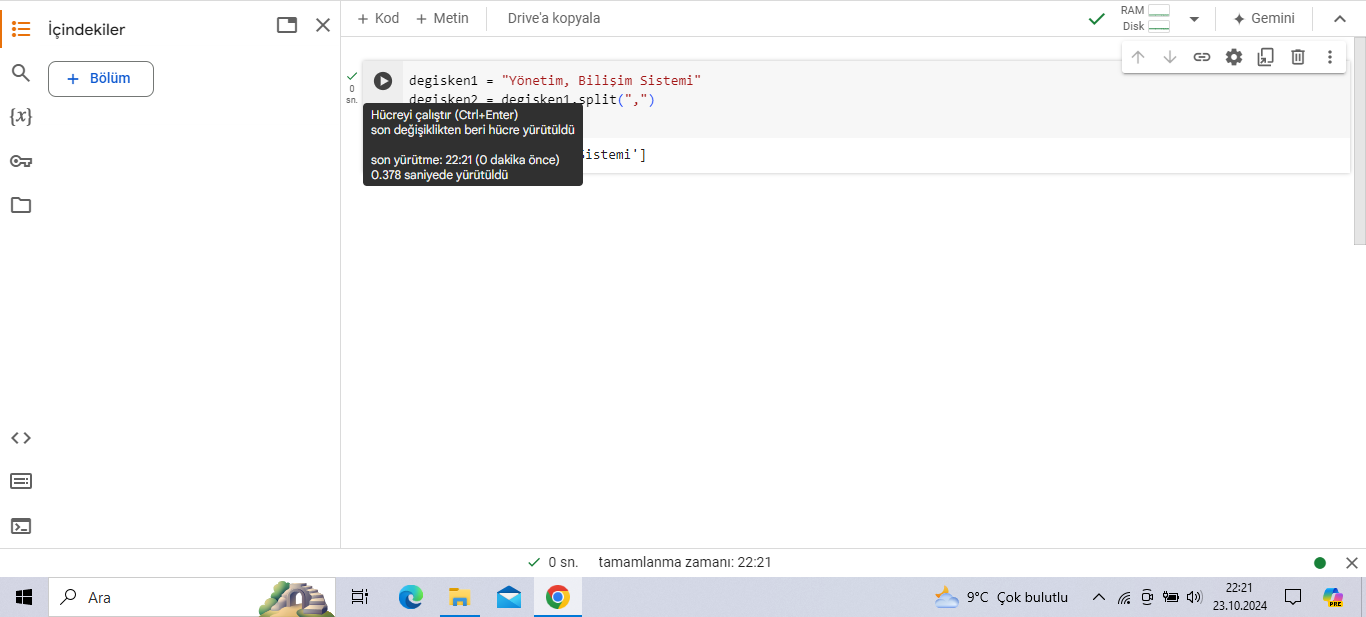 İçindekiler
+ Bölüm
+ Kod + Metin Drive'a kopyala
RAM
Disk
Gemini
0
sn.
degisken1 = "Yönetim, Bilişim Sistemi"
degisken2 = degisken1.split(",")
Hücreyi çalıştır (Ctrl+Enter)
son değişiklikten beri hücre yürütüldü
son yürütme: 22:21 (0 dakika önce)
0.378 saniyede yürütüldü
Sistemi']
{x}
0 sn. tamamlanma zamanı: 22:21
Ara
9°C Çok bulutlu
22:21
23.10.2024
PRE